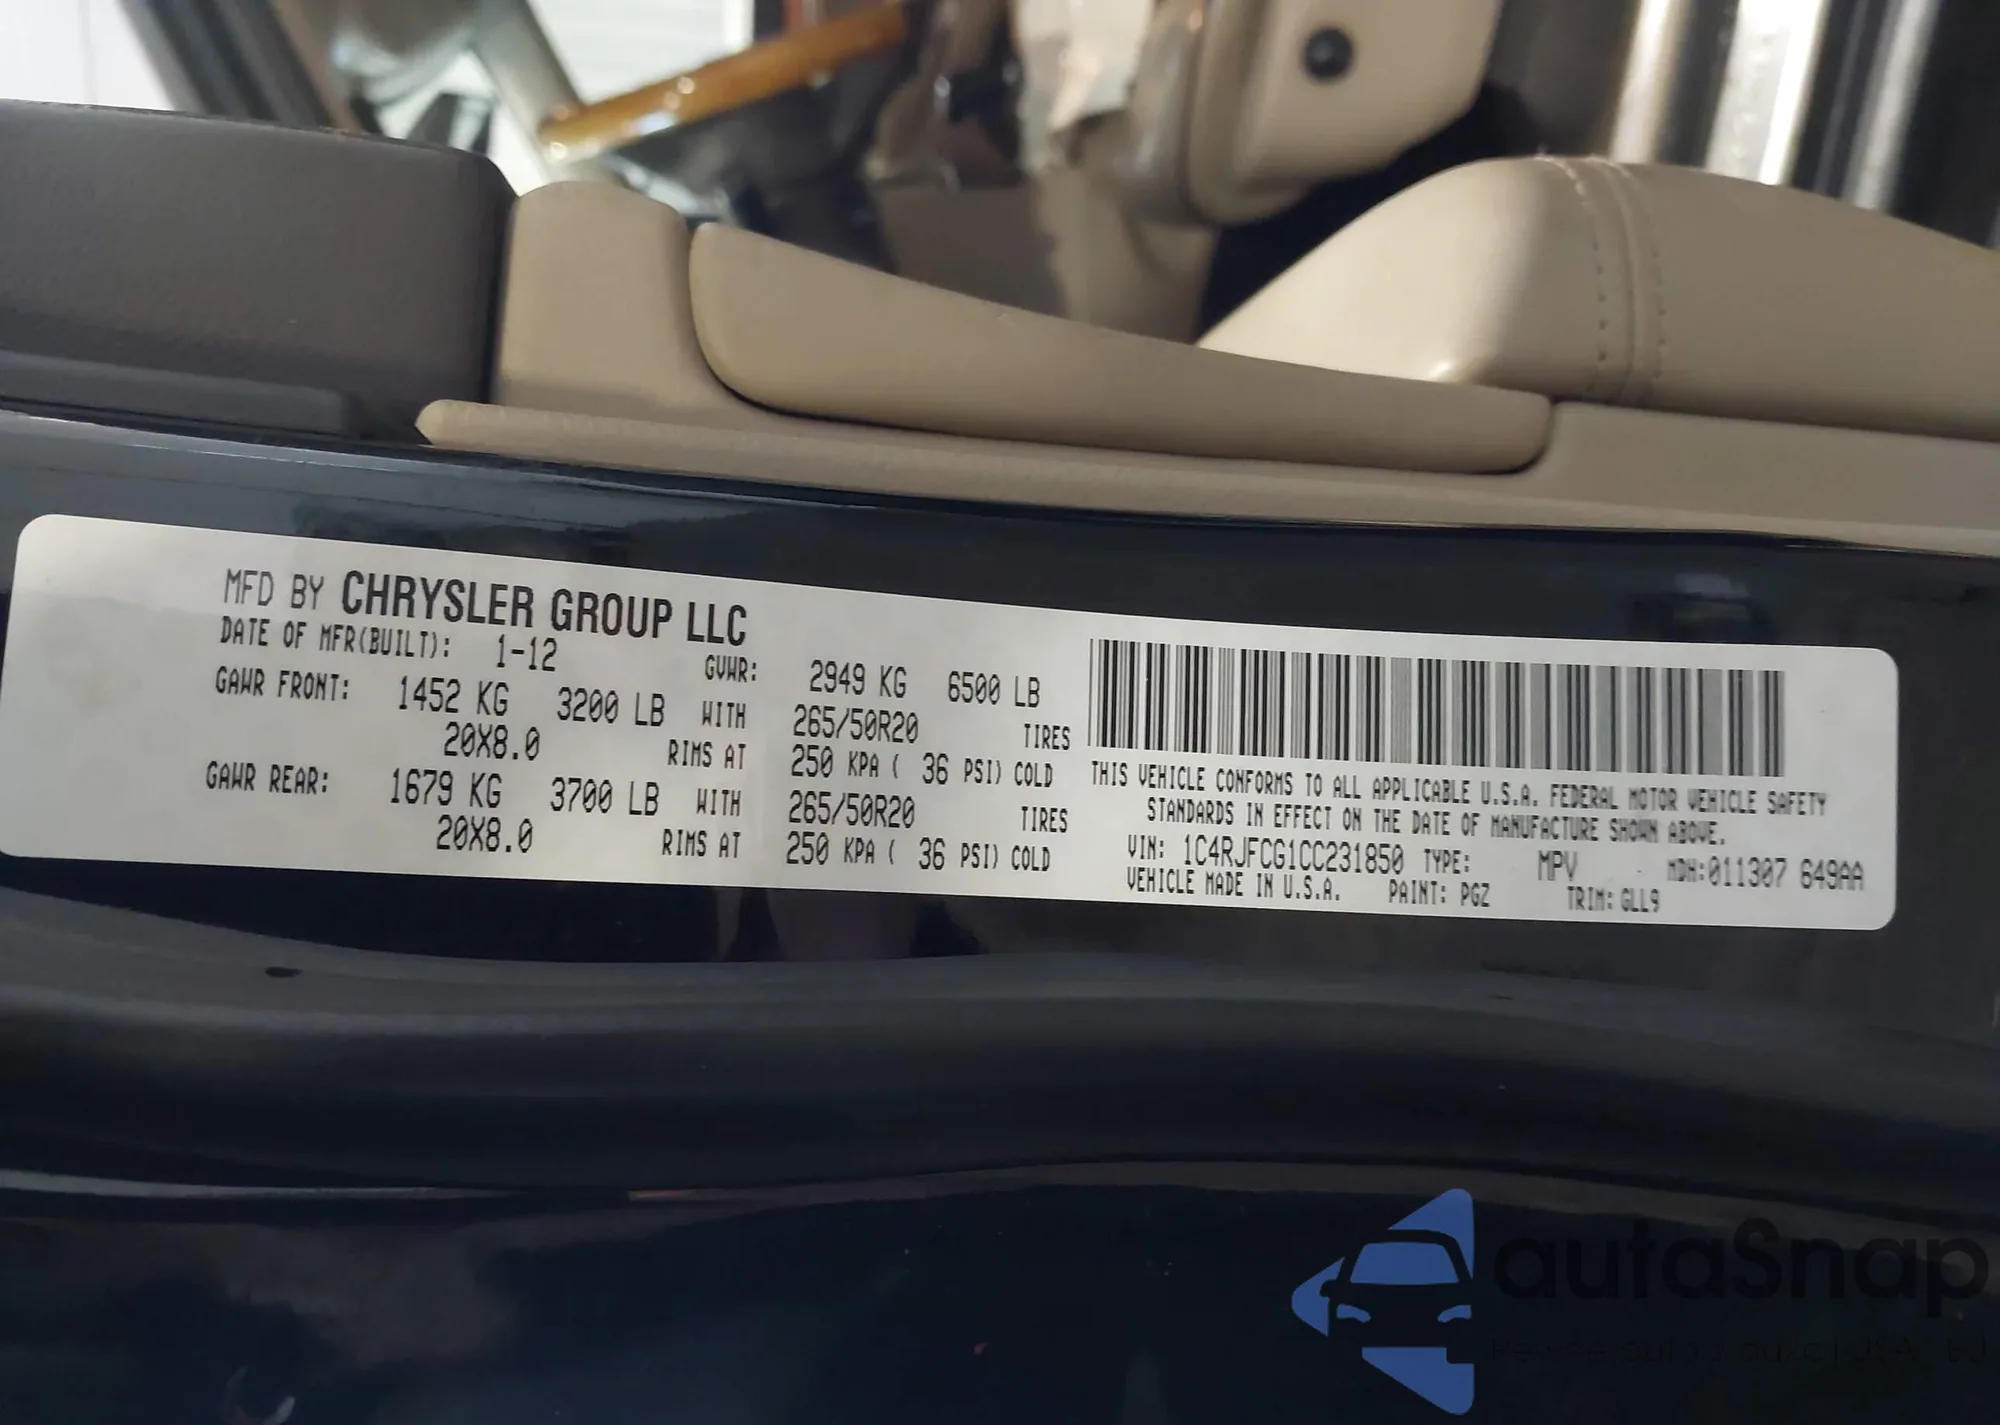 MFD BY CHRYSLER GROUP LLC
DATE OF MFR(BUILT): 1-12 GVWR: 2949 KG 6500 LB
GAWR FRONT: 1452 KG 3200 LB WITH 265/50R20 TIRES
20X8.0 RIMS AT 250 KPA ( 36 PSI) COLD
GAWR REAR: 1679 KG 3700 LB WITH 265/50R20 TIRES
20X8.0 RIMS AT 250 KPA ( 36 PSI) COLD
THIS VEHICLE CONFORMS TO ALL APPLICABLE U.S.A. FEDERAL MOTOR VEHICLE SAFETY
STANDARDS IN EFFECT ON THE DATE OF MANUFACTURE SHOWN ABOVE.
VIN: 1C4RJFCG1CC231850 TYPE: MPV MDH:011307 649AA
VEHICLE MADE IN U.S.A. PAINT: PGZ TRIM: GLL9
autaSnap